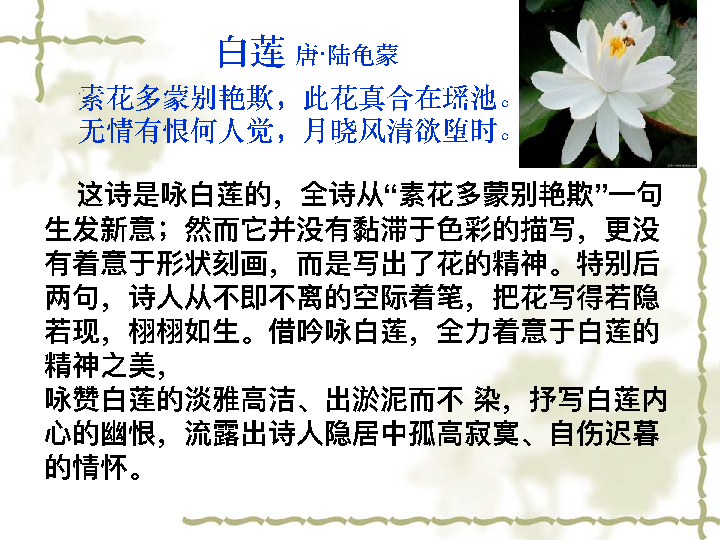 白莲 唐·陆龟蒙
素花多蒙别艳欺，此花真合在瑶池。
无情有恨何人觉，月晓风清欲堕时。
这诗是咏白莲的，全诗从“素花多蒙别艳欺”一句
生发新意；然而它并没有黏滞于色彩的描写，更没
有着意于形状刻画，而是写出了花的精神。特别后
两句，诗人从不即不离的空际着笔，把花写得若隐
若现，栩栩如生。借吟咏白莲，全力着意于白莲的
精神之美，
咏赞白莲的淡雅高洁、出淤泥而不 染，抒写白莲内
心的幽恨，流露出诗人隐居中孤高寂寞、自伤迟暮
的情怀。